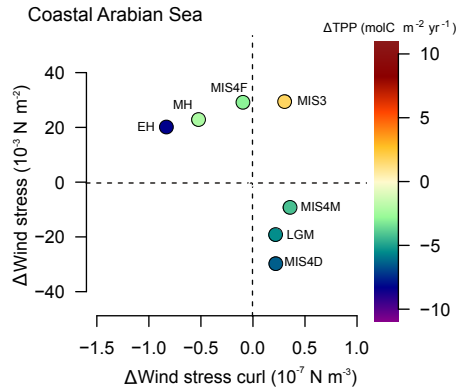 Coastal Arabian Sea
ΔTPP (molC m⁻² yr⁻¹)
10
5
0
−5
−10
ΔWind stress (10⁻³ N m⁻²)
40
20
0
−20
−40
MIS4F
MIS3
MH
EH
MIS4M
LGM
MIS4D
−1.5 −1.0 −0.5 0.0 0.5 1.0
ΔWind stress curl (10⁻⁷ N m⁻³)